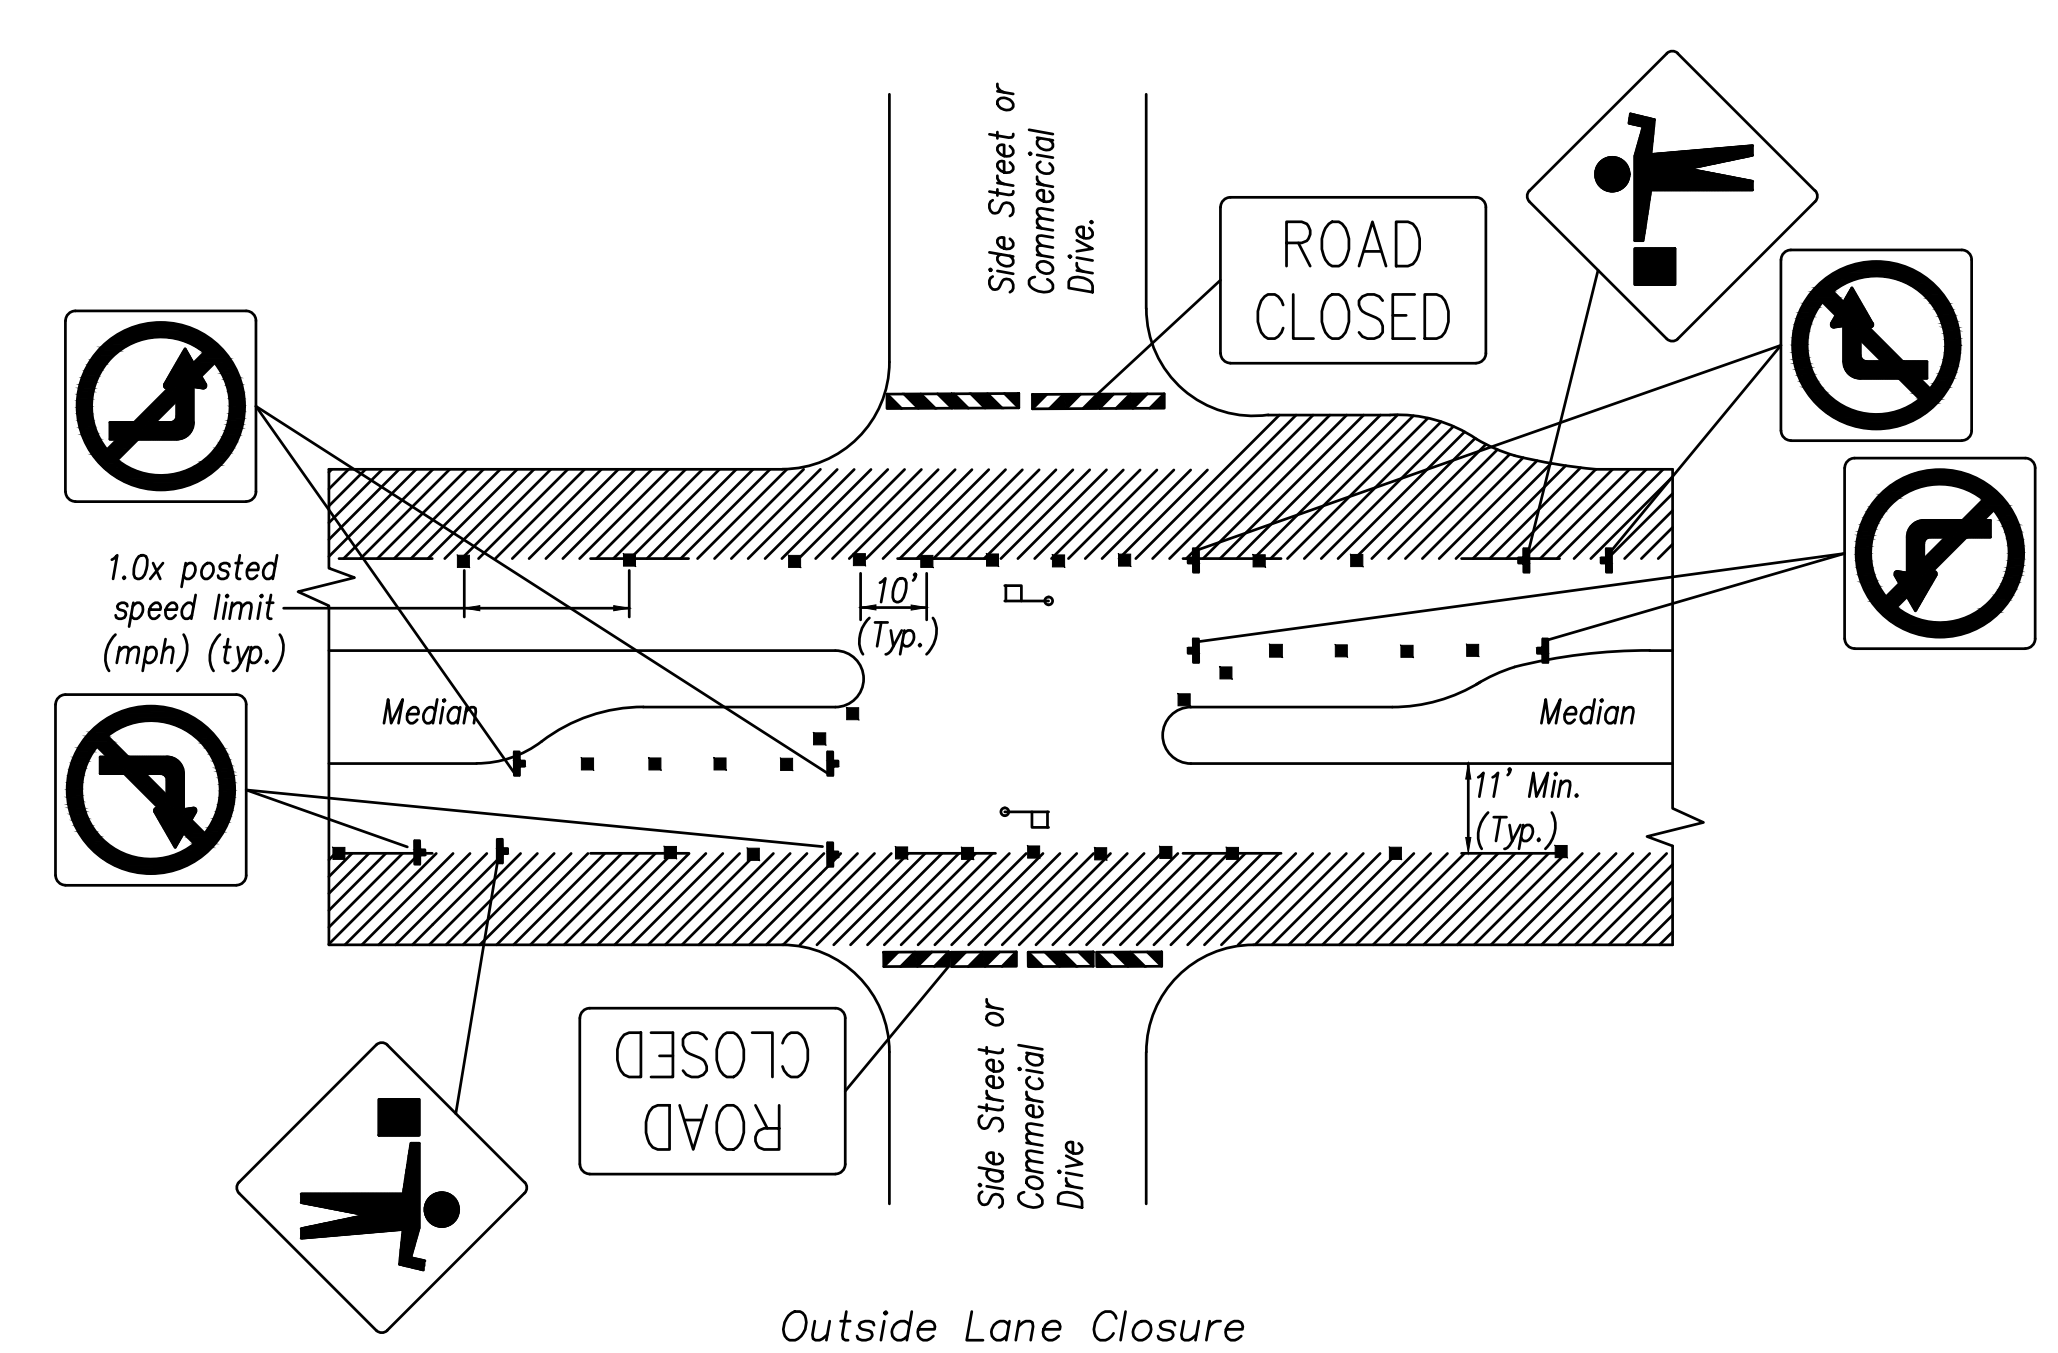 Side Street or
Commercial
Drive.
ROAD
CLOSED
1.0x posted
speed limit
(mph) (typ.)
10'
(Typ.)
Median
Median
11' Min.
(Typ.)
ROAD
CLOSED
Side Street or
Commercial
Drive
Outside Lane Closure